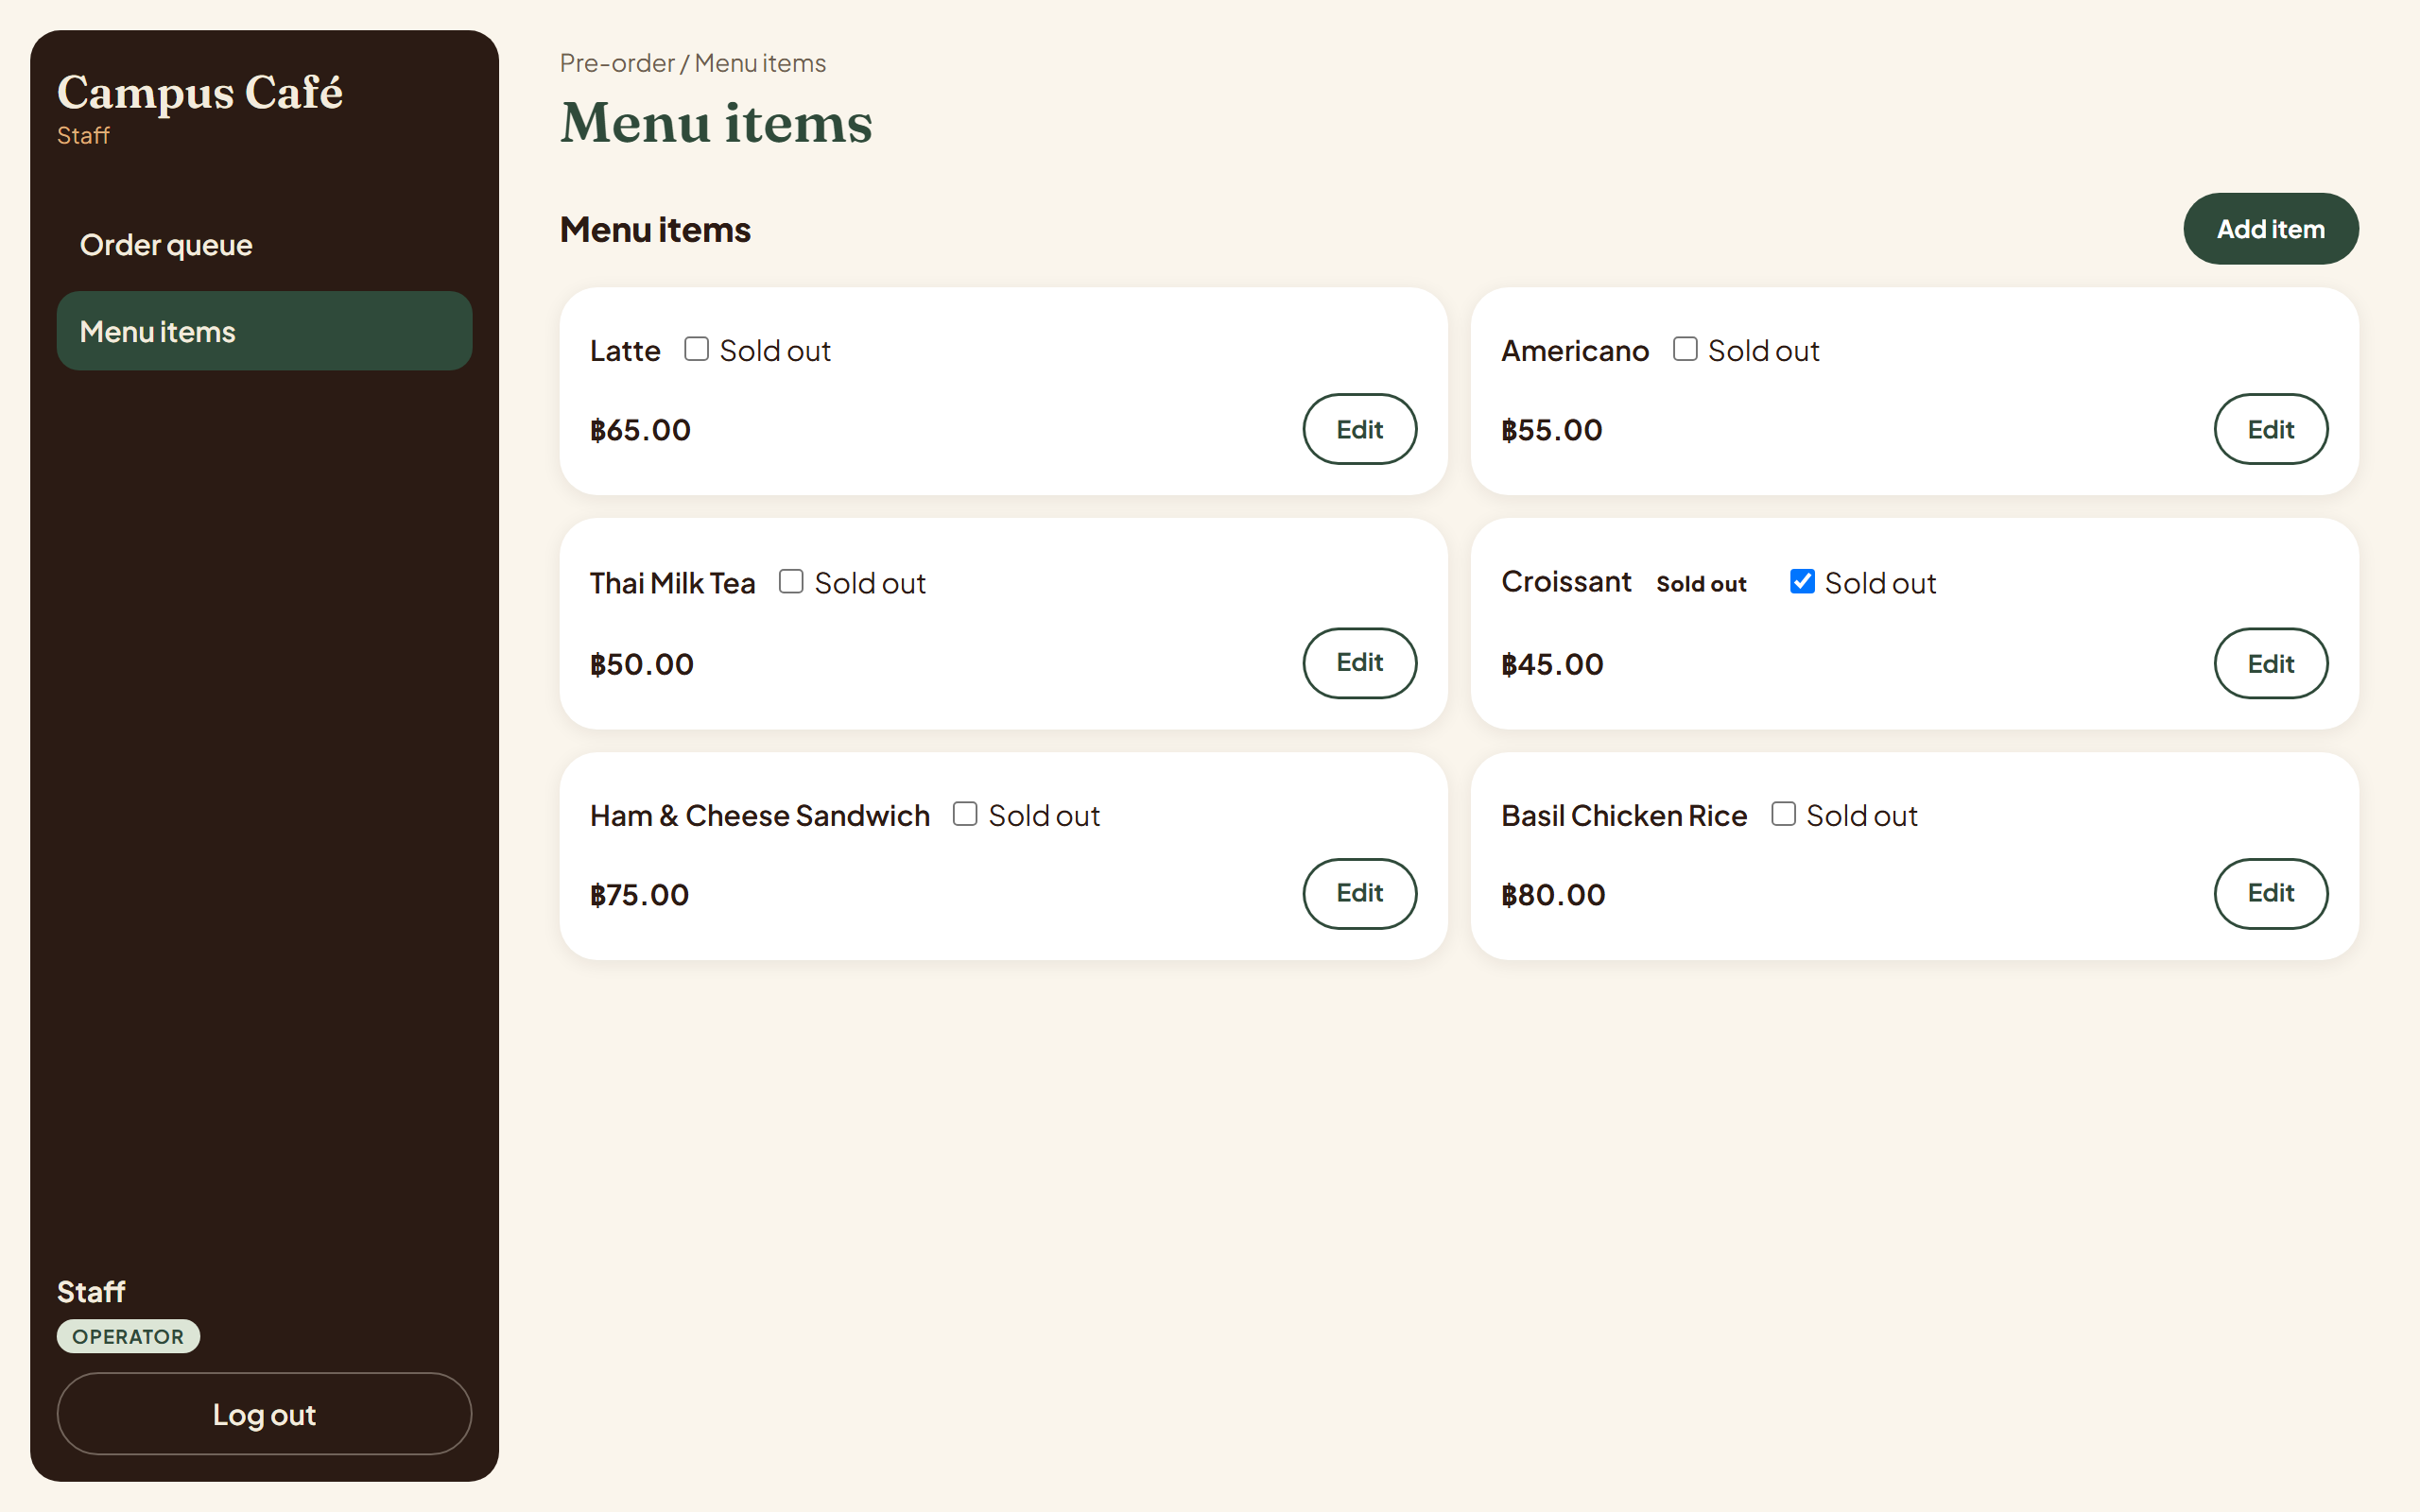 Campus Café
Staff
Order queue
Menu items
Staff
OPERATOR
Log out
Pre-order / Menu items
Menu items
Menu items
Add item
Latte Sold out
฿65.00 Edit
Americano Sold out
฿55.00 Edit
Thai Milk Tea Sold out
฿50.00 Edit
Croissant Sold out Sold out
฿45.00 Edit
Ham & Cheese Sandwich Sold out
฿75.00 Edit
Basil Chicken Rice Sold out
฿80.00 Edit